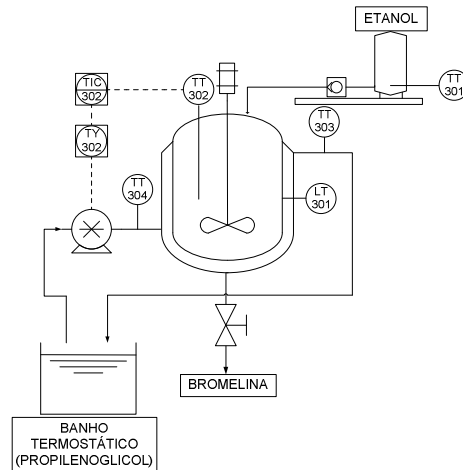 ETANOL
TIC
302
TT
302
TT
301
TY
302
TT
303
TT
304
LT
301
BROMELINA
BANHO
TERMOSTÁTICO
(PROPILENOGLICOL)